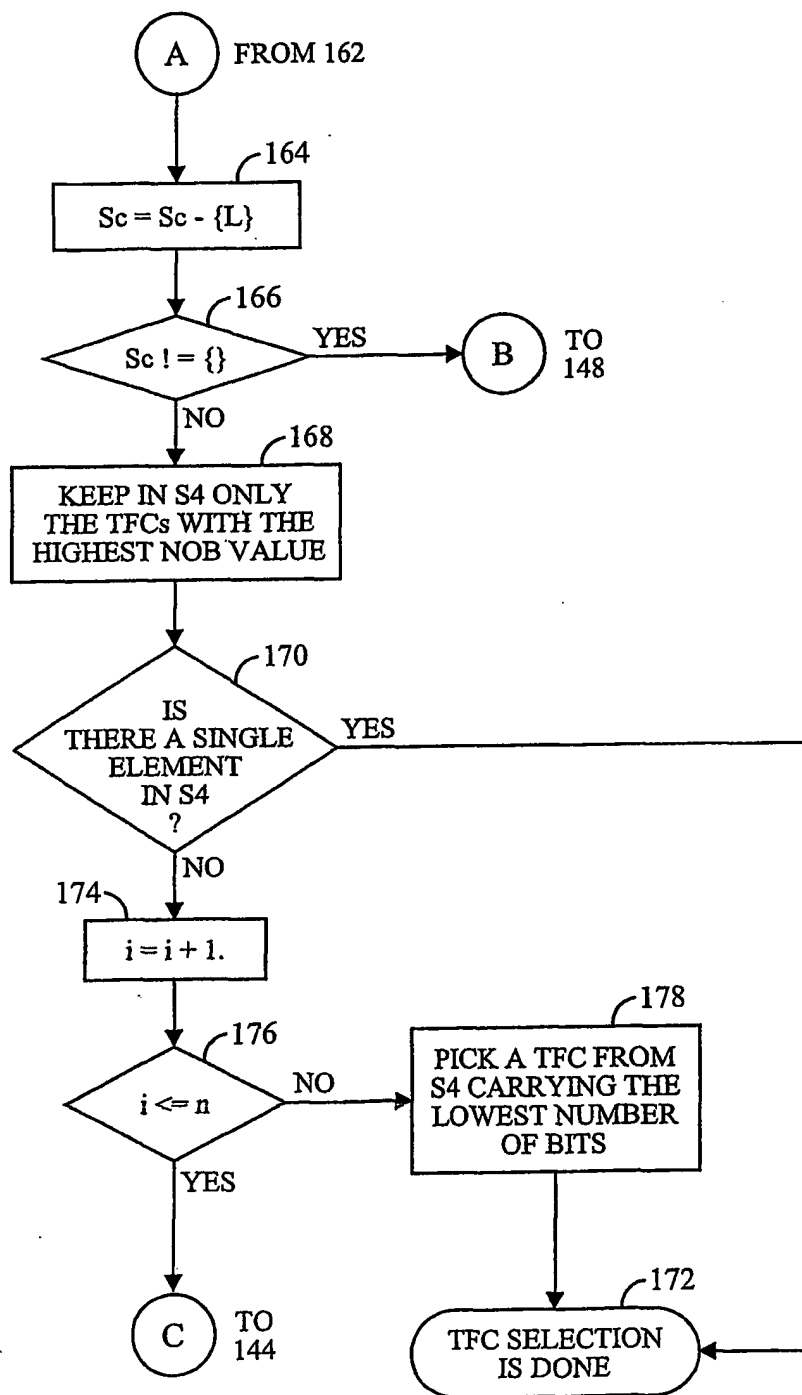 A
FROM 162
164
Sc = Sc - {L}
166
Sc ! = {}
YES
B
TO
148
NO
168
KEEP IN S4 ONLY
THE TFCs WITH THE
HIGHEST NOB VALUE
170
IS
THERE A SINGLE
ELEMENT
IN S4
?
YES
NO
174
i = i + 1.
176
i <= n
NO
178
PICK A TFC FROM
S4 CARRYING THE
LOWEST NUMBER
OF BITS
YES
C
TO
144
172
TFC SELECTION
IS DONE